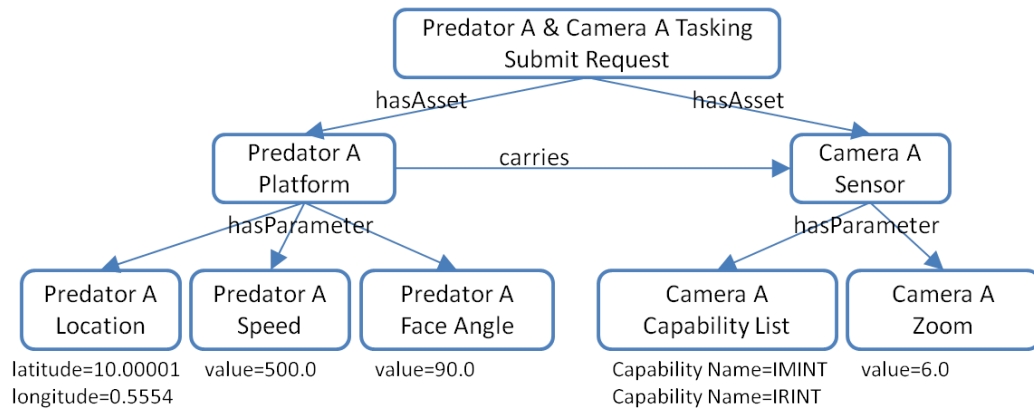 Predator A & Camera A Tasking
Submit Request
hasAsset
hasAsset
Predator A
Platform
carries
Camera A
Sensor
hasParameter
hasParameter
Predator A
Location
Predator A
Speed
Predator A
Face Angle
Camera A
Capability List
Camera A
Zoom
latitude=10.00001
longitude=0.5554
value=500.0
value=90.0
Capability Name=IMINT
Capability Name=IRINT
value=6.0